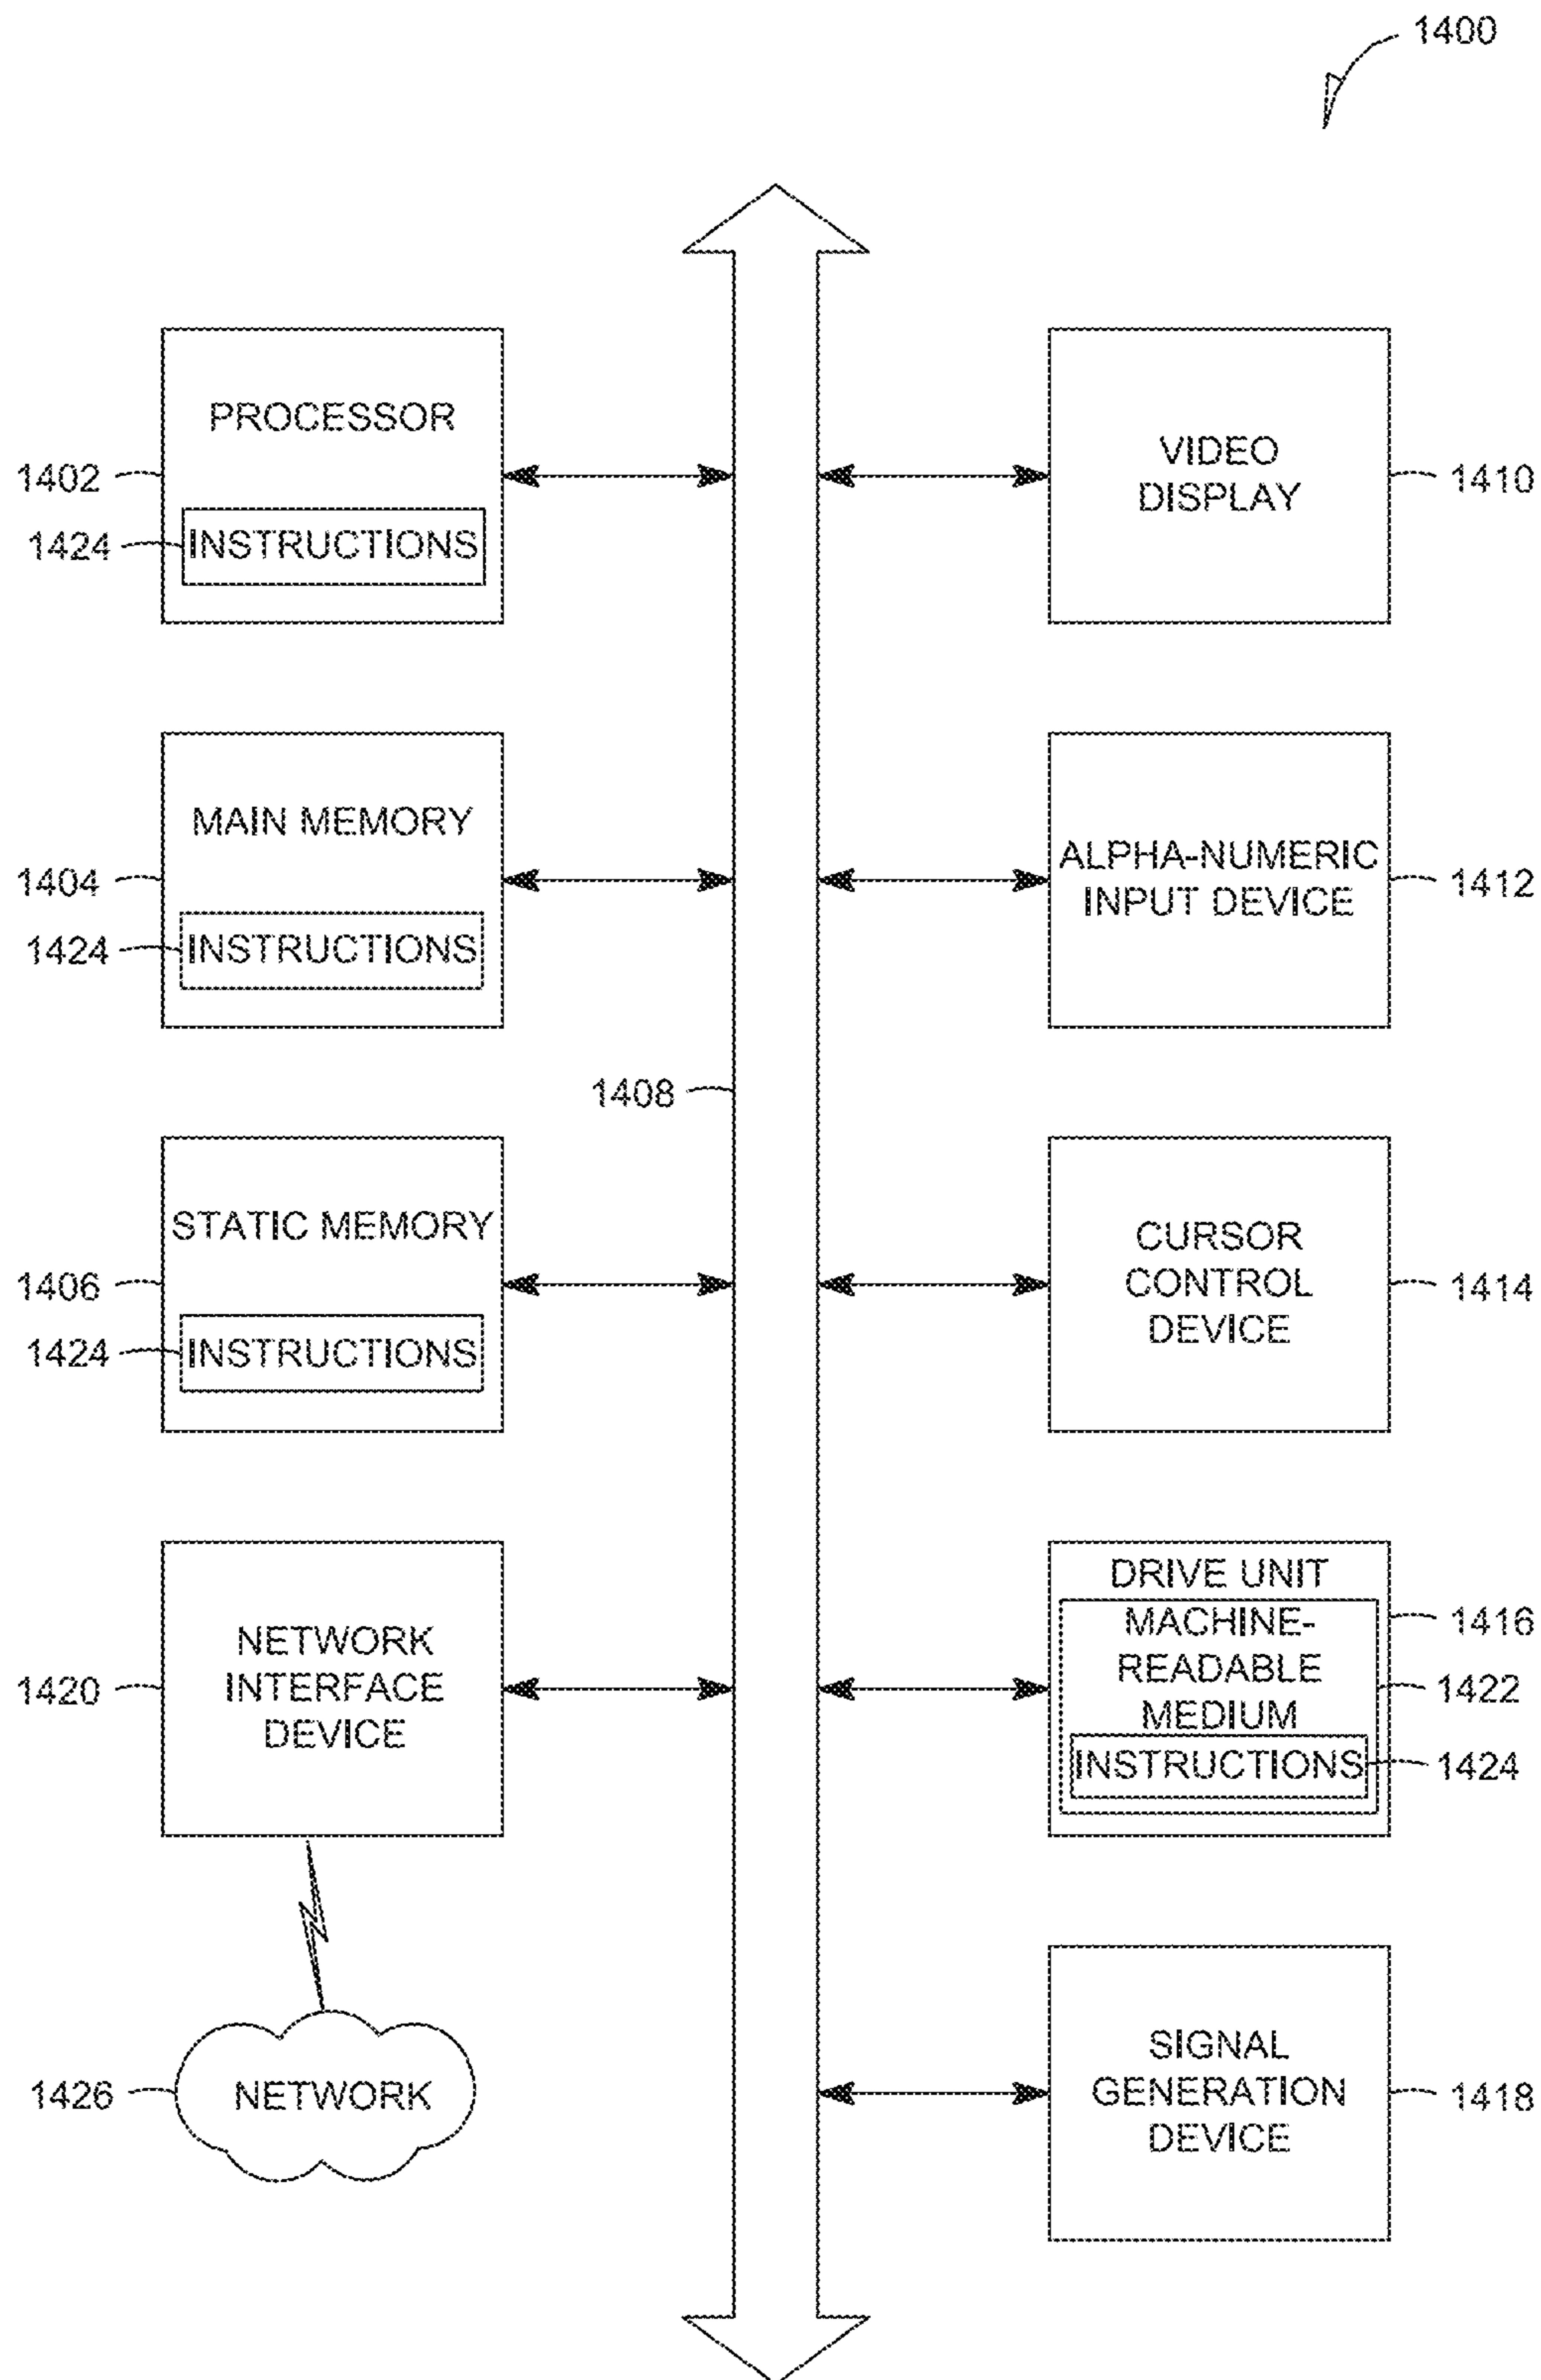 1400
PROCESSOR
1402
1424
INSTRUCTIONS
MAIN MEMORY
1404
1424
INSTRUCTIONS
1408
STATIC MEMORY
1406
1424
INSTRUCTIONS
NETWORK
INTERFACE
DEVICE
1420
1426
NETWORK
VIDEO
DISPLAY
1410
ALPHA-NUMERIC
INPUT DEVICE
1412
CURSOR
CONTROL
DEVICE
1414
DRIVE UNIT
1416
MACHINE-
READABLE
MEDIUM
1422
INSTRUCTIONS
1424
SIGNAL
GENERATION
DEVICE
1418